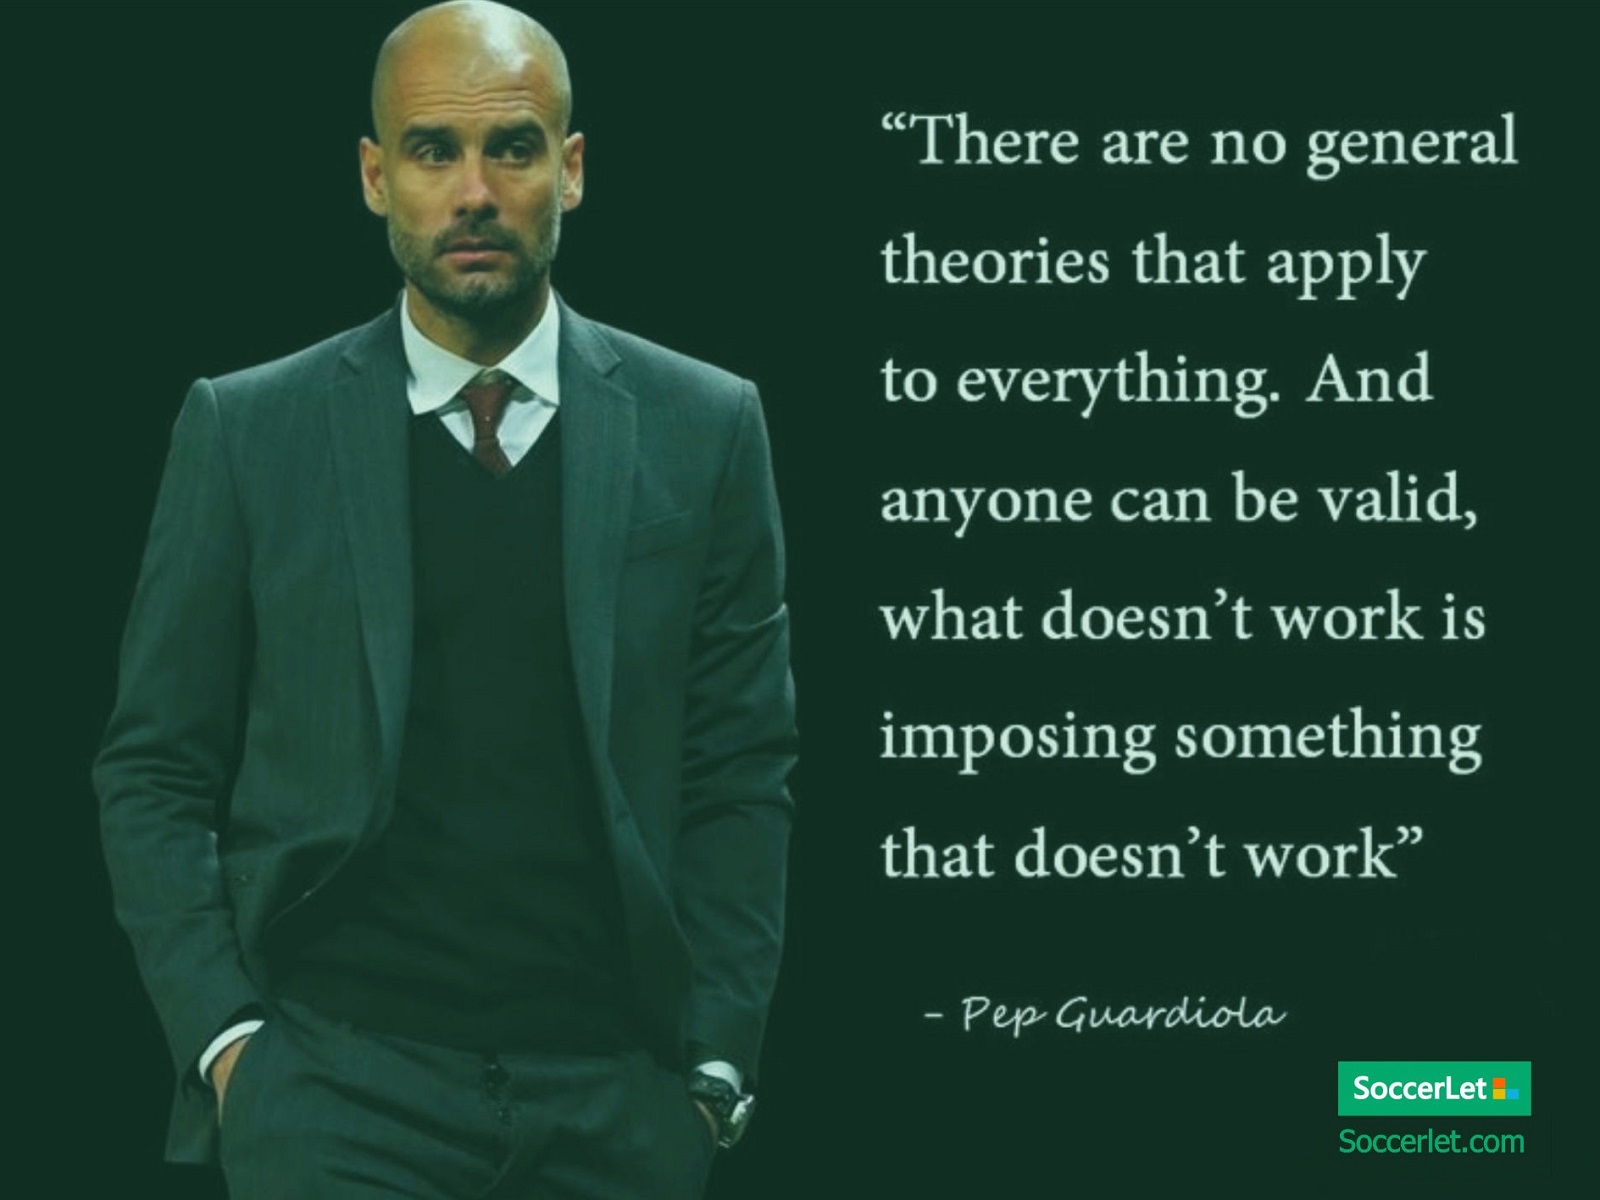 “There are no general
theories that apply
to everything. And
anyone can be valid,
what doesn’t work is
imposing something
that doesn’t work”
- Pep Guardiola
SoccerLet
Soccerlet.com